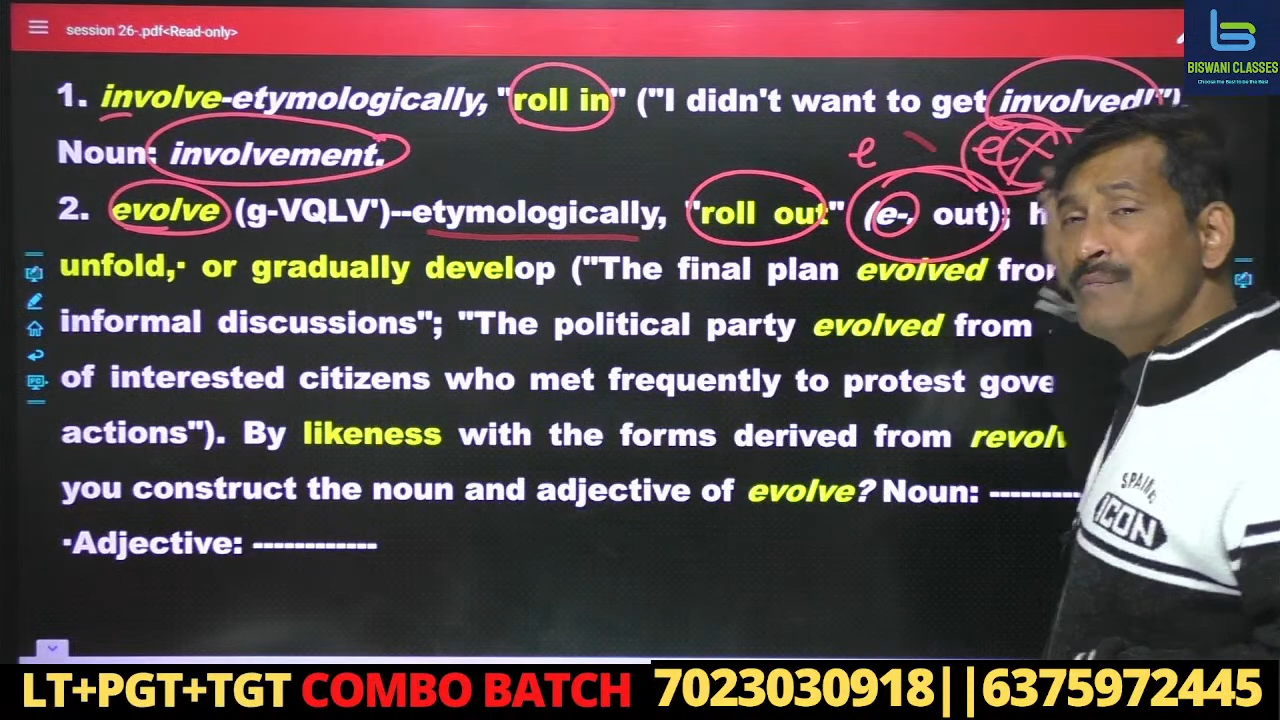 session 26-.pdf<Read-only>
BISWANI CLASSES
1. involve-etymologically, "roll in" ("I didn't want to get involved!").
Noun: involvement.
e ex
2. evolve (g-VQLV')--etymologically, "roll out" (e-, out);
unfold,· or gradually develop ("The final plan evolved
informal discussions"; "The political party evolved from
of interested citizens who met frequently to protest
actions"). By likeness with the forms derived from
you construct the noun and adjective of evolve? Noun: ---------
·Adjective: ------------
ICON
LT+PGT+TGT COMBO BATCH 7023030918||6375972445